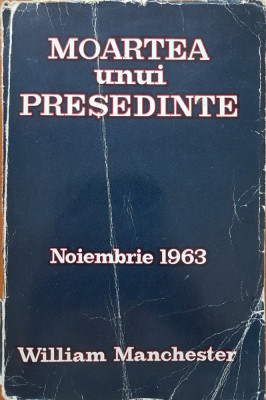 MOARTEA
unui
PREȘEDINTE
Noiembrie 1963
William Manchester